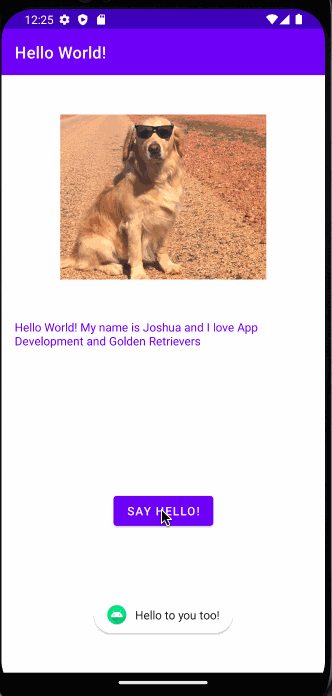 12:25
Hello World!
Hello World! My name is Joshua and I love App
Development and Golden Retrievers
SAY HELLO!
Hello to you too!